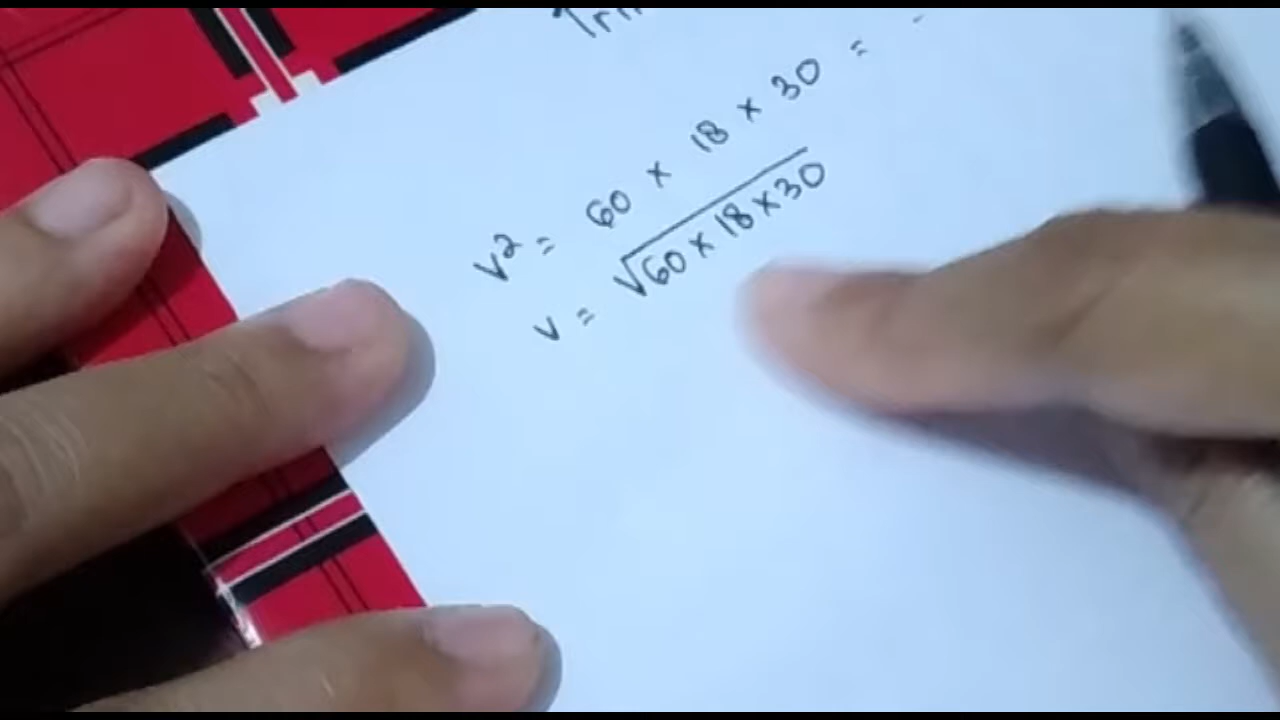 V² = 60 x 18 x 30 =
V = √60 x 18 x 30